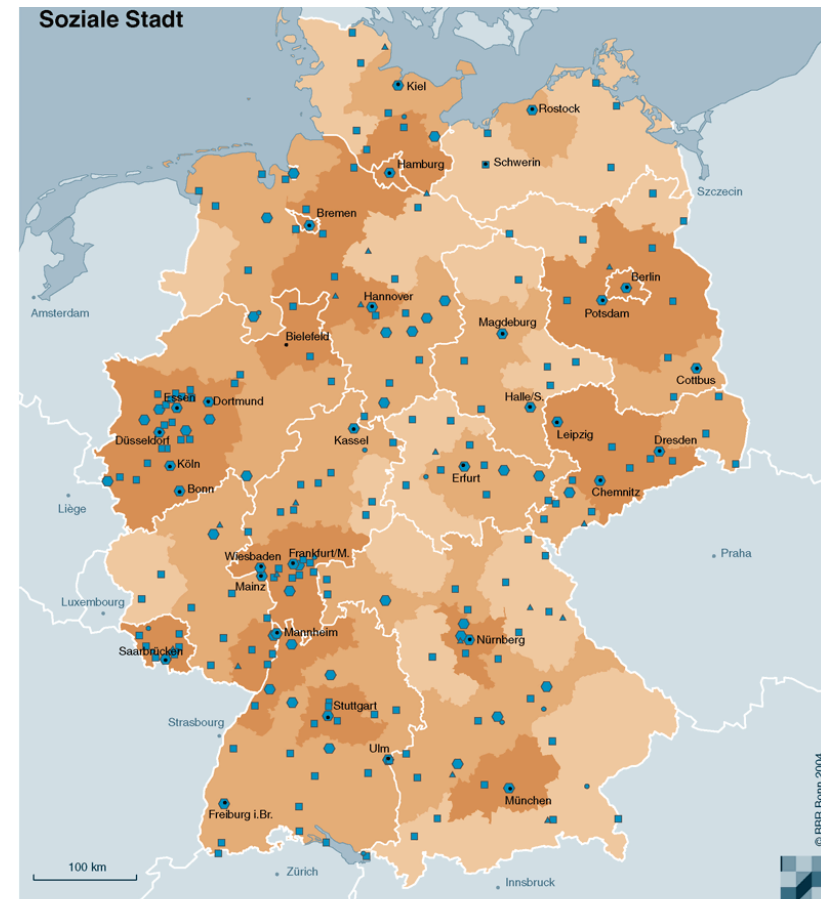 Soziale Stadt
Kiel
Rostock
Hamburg
Schwerin
Szczecin
Bremen
Berlin
Amsterdam
Hannover
Potsdam
Magdeburg
Bielefeld
Cottbus
Essen
Dortmund
Halle/S.
Düsseldorf
Kassel
Leipzig
Dresden
Köln
Erfurt
Chemnitz
Bonn
Liège
Wiesbaden
Frankfurt/M.
Praha
Mainz
Luxembourg
Mannheim
Nürnberg
Saarbrücken
Stuttgart
Strasbourg
Ulm
München
Freiburg i.Br.
© BBR Bonn 2004
100 km
Zürich
Innsbruck